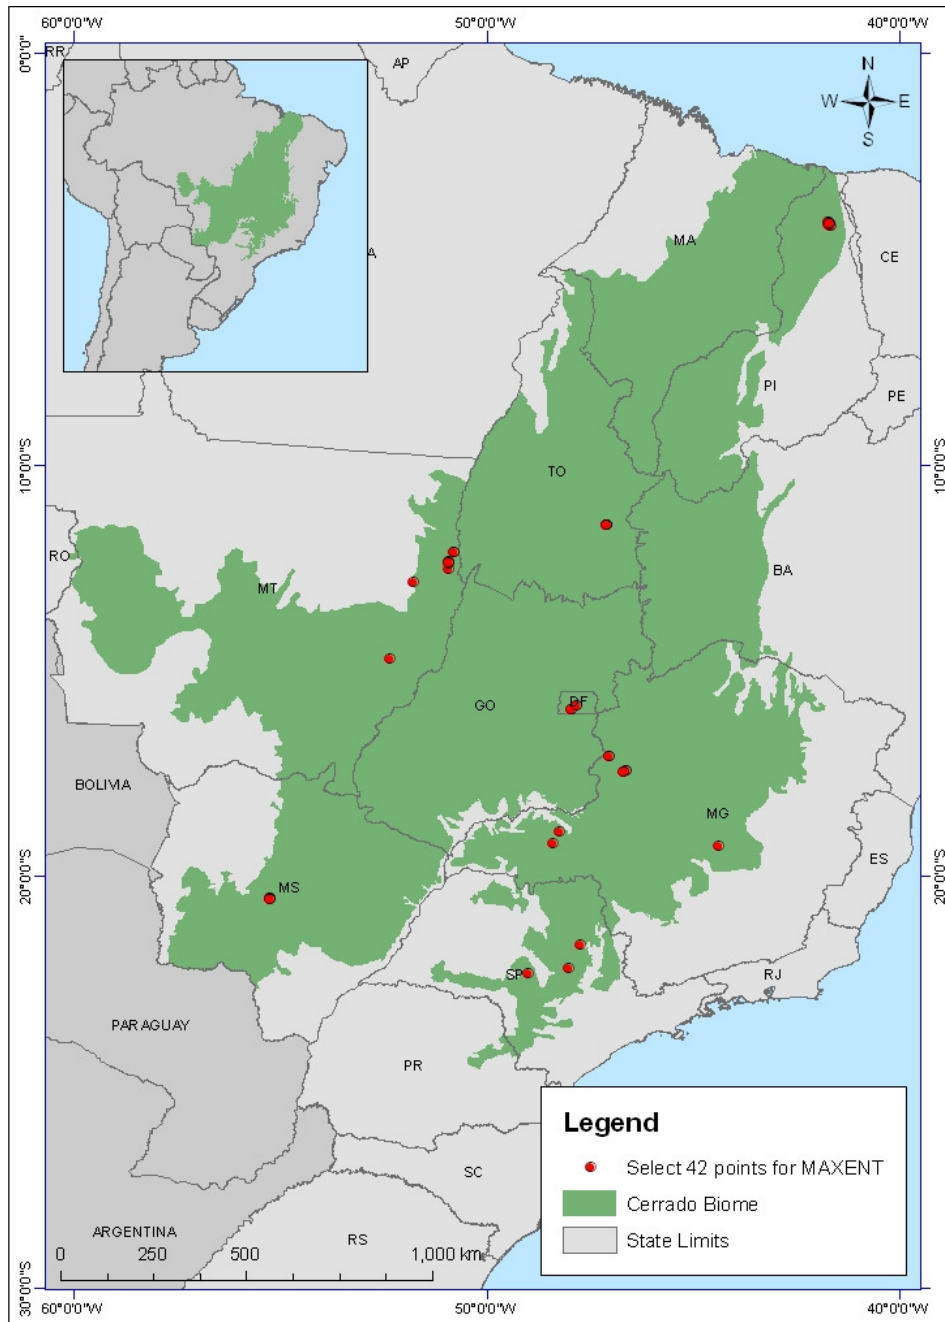 60°0'0"W 50°0'0"W 40°0'0"W
0°0'0"
RR
AP
N
W E
S
MA
CE
A
PI
PE
10°0'0"S 10°0'0"S
TO
RO
MT
BA
GO
DF
BOLIVIA
MG
ES
20°0'0"S 20°0'0"S
MS
SP
RJ
PARAGUAY
PR
Legend
Select 42 points for MAXENT
Cerrado Biome
State Limits
SC
ARGENTINA
RS
0 250 500 1,000 km
30°0'0"S
60°0'0"W 50°0'0"W 40°0'0"W